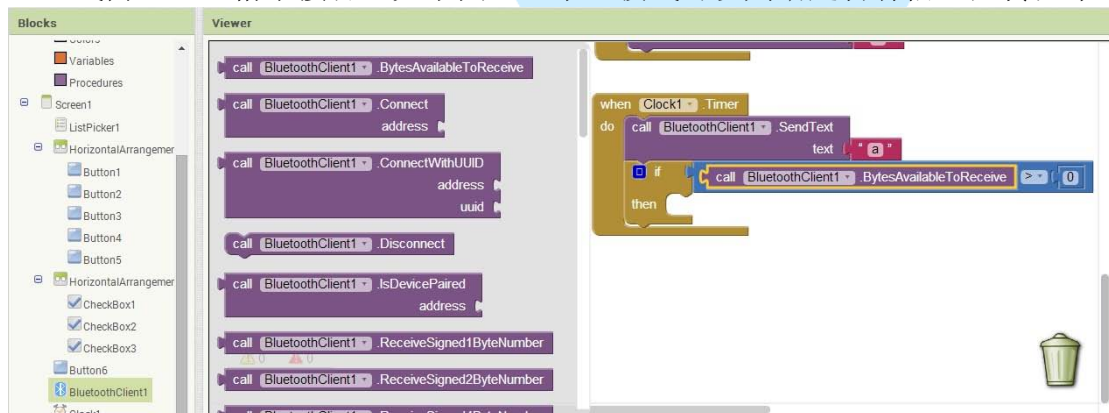 Blocks
Viewer
Variables
Procedures
Screen1
ListPicker1
HorizontalArrangemer
Button1
Button2
Button3
Button4
Button5
HorizontalArrangemer
CheckBox1
CheckBox2
CheckBox3
Button6
BluetoothClient1
call BluetoothClient1 .BytesAvailableToReceive
call BluetoothClient1 .Connect
address
call BluetoothClient1 .ConnectWithUUID
address
uuid
call BluetoothClient1 .Disconnect
call BluetoothClient1 .IsDevicePaired
address
call BluetoothClient1 .ReceiveSigned1ByteNumber
0 0
call BluetoothClient1 .ReceiveSigned2ByteNumber
when Clock1 .Timer
do call BluetoothClient1 .SendText
text " a "
if call BluetoothClient1 .BytesAvailableToReceive > 0
then